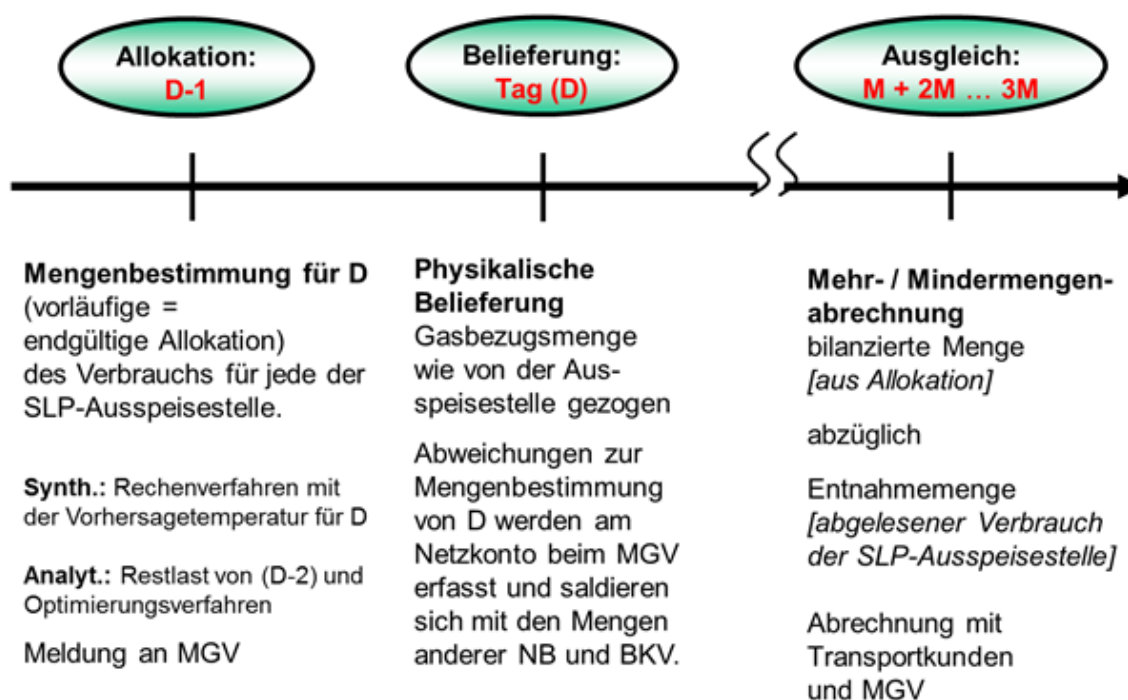 Allokation:
D-1
Belieferung:
Tag (D)
Ausgleich:
M + 2M … 3M
Mengenbestimmung für D
(vorläufige =
endgültige Allokation)
des Verbrauchs für jede der
SLP-Ausspeisestelle.
Synth.: Rechenverfahren mit
der Vorhersagetemperatur für D
Analyt.: Restlast von (D-2) und
Optimierungsverfahren
Meldung an MGV
Physikalische
Belieferung
Gasbezugsmenge
wie von der Aus-
speisestelle gezogen
Abweichungen zur
Mengenbestimmung
von D werden am
Netzkonto beim MGV
erfasst und saldieren
sich mit den Mengen
anderer NB und BKV.
Mehr- / Mindermengen-
abrechnung
bilanzierte Menge
[aus Allokation]
abzüglich
Entnahmemenge
[abgelesener Verbrauch
der SLP-Ausspeisestelle]
Abrechnung mit
Transportkunden
und MGV